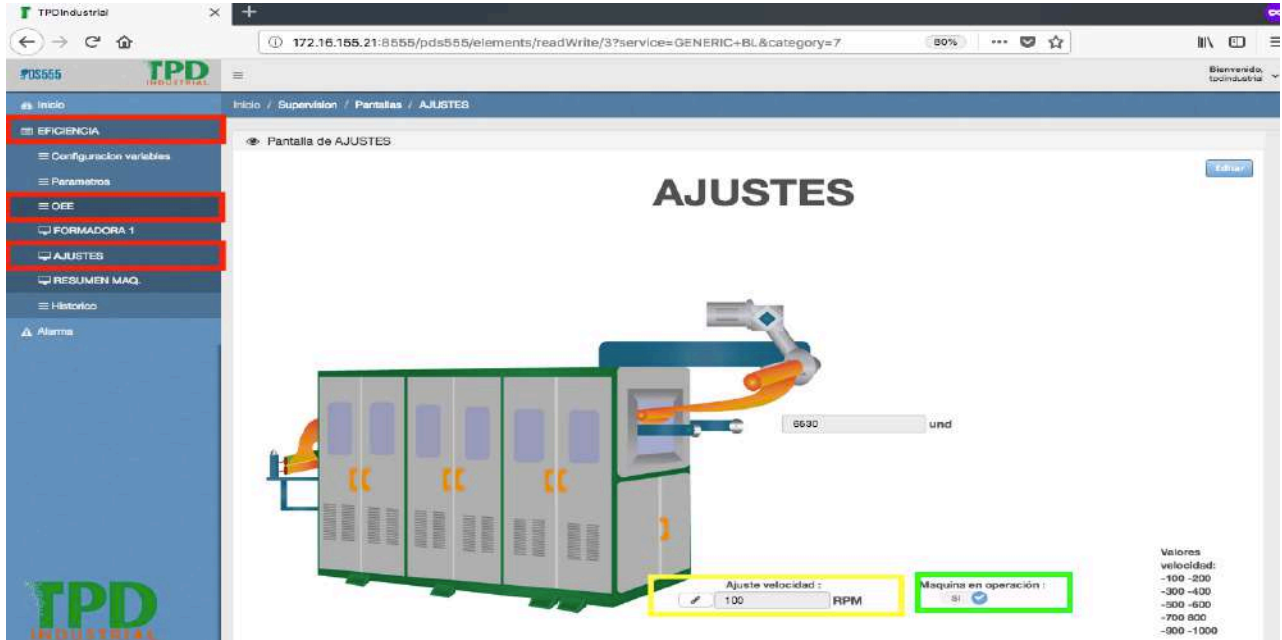 TPDIndustrial
172.16.155.21:8555/pds555/elements/readWrite/3?service=GENERIC+BL&category=7
80%
PDS555
TPD
INDUSTRIAL
Bienvenido,
tpdindustrial
Inicio
Inicio / Supervision / Pantallas / AJUSTES
EFICIENCIA
Configuracion variables
Parametros
OEE
FORMADORA 1
AJUSTES
RESUMEN MAQ.
Historico
Alarma
Pantalla de AJUSTES
Editar
AJUSTES
6530 und
Ajuste velocidad :
100 RPM
Maquina en operación :
SI
Valores
velocidad:
-100 -200
-300 -400
-500 -600
-700 800
-900 -1000
TPD
INDUSTRIAL